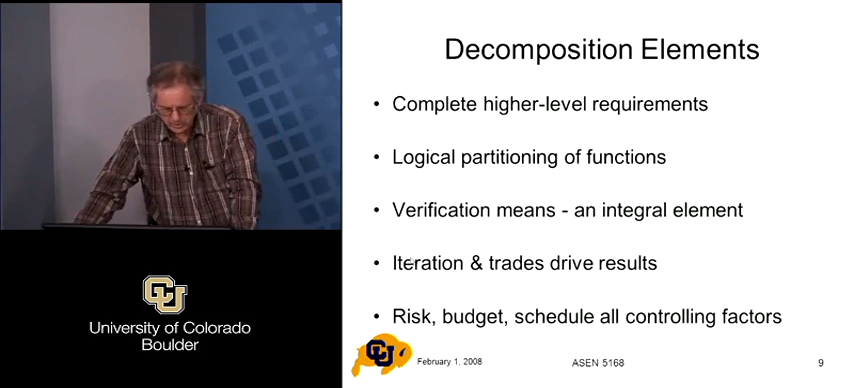 Decomposition Elements
• Complete higher-level requirements
• Logical partitioning of functions
• Verification means - an integral element
• Iteration & trades drive results
• Risk, budget, schedule all controlling factors
CU
February 1, 2008
ASEN 5168
9
CU
University of Colorado
Boulder